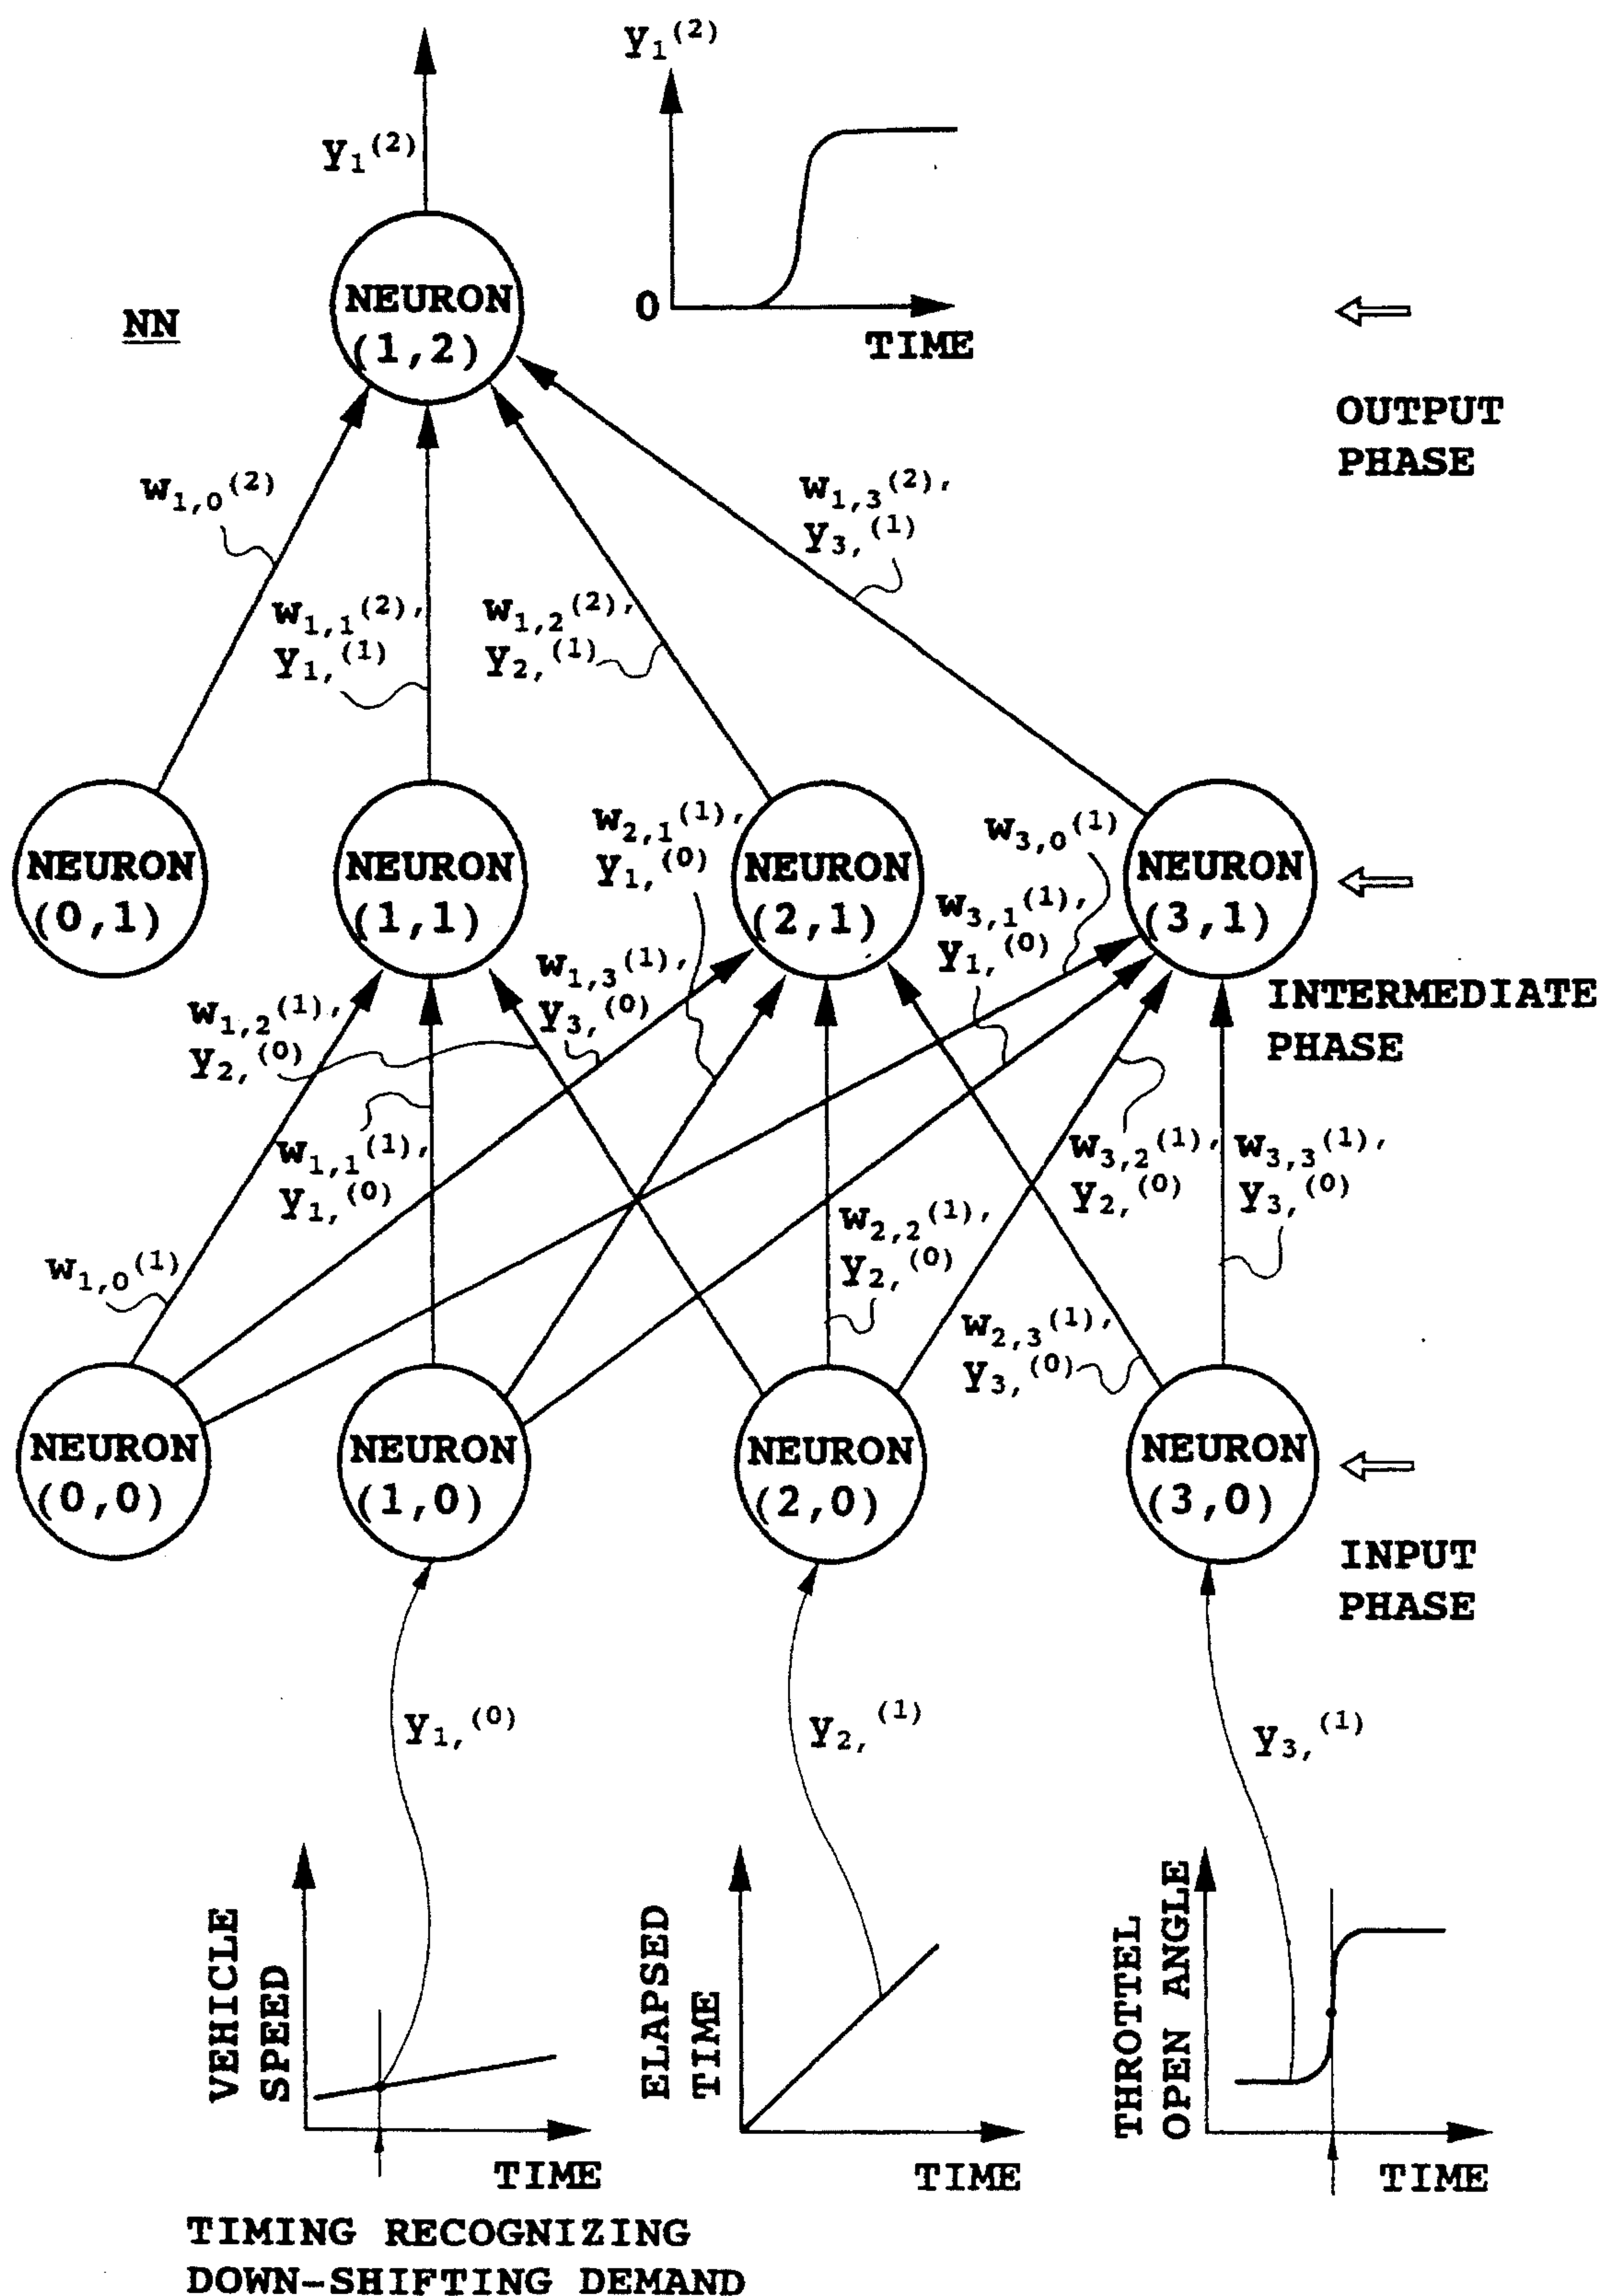 y₁⁽²⁾
y₁⁽²⁾
NN
NEURON
(1,2)
0
TIME
OUTPUT
PHASE
w₁,₀⁽²⁾
w₁,₁⁽²⁾,
y₁,⁽¹⁾
w₁,₂⁽²⁾,
y₂,⁽¹⁾
w₁,₃⁽²⁾,
y₃,⁽¹⁾
NEURON
(0,1)
NEURON
(1,1)
NEURON
(2,1)
NEURON
(3,1)
INTERMEDIATE
PHASE
w₂,₁⁽¹⁾,
y₁,⁽⁰⁾
w₃,₀⁽¹⁾
w₃,₁⁽¹⁾,
y₁,⁽⁰⁾
w₁,₃⁽¹⁾,
y₃,⁽⁰⁾
w₁,₂⁽¹⁾,
y₂,⁽⁰⁾
w₁,₁⁽¹⁾,
y₁,⁽⁰⁾
w₁,₀⁽¹⁾
w₂,₂⁽¹⁾,
y₂,⁽⁰⁾
w₃,₂⁽¹⁾,
y₂,⁽⁰⁾
w₃,₃⁽¹⁾,
y₃,⁽⁰⁾
w₂,₃⁽¹⁾,
y₃,⁽⁰⁾
NEURON
(0,0)
NEURON
(1,0)
NEURON
(2,0)
NEURON
(3,0)
INPUT
PHASE
y₁,⁽⁰⁾
y₂,⁽¹⁾
y₃,⁽¹⁾
VEHICLE
SPEED
TIME
ELAPSED
TIME
TIME
THROTTEL
OPEN ANGLE
TIME
TIMING RECOGNIZING
DOWN-SHIFTING DEMAND